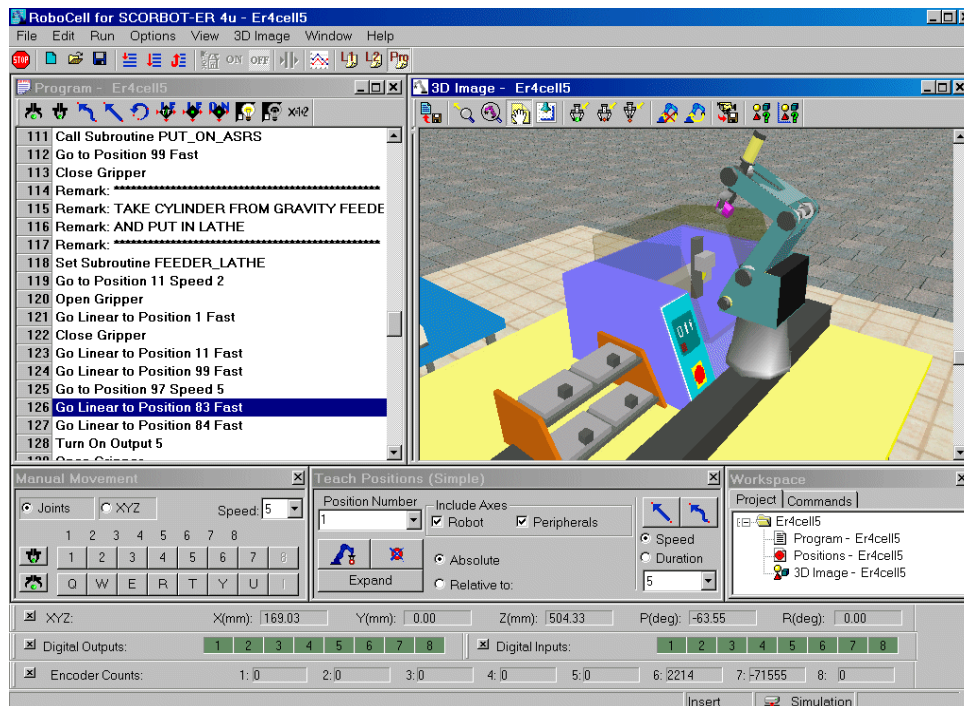 RoboCell for SCORBOT-ER 4u - Er4cell5
File Edit Run Options View 3D Image Window Help
STOP ON OFF L1 L2 Prg
Program - Er4cell5
111 Call Subroutine PUT_ON_ASRS
112 Go to Position 99 Fast
113 Close Gripper
114 Remark: ****************************************
115 Remark: TAKE CYLINDER FROM GRAVITY FEEDE
116 Remark: AND PUT IN LATHE
117 Remark: ****************************************
118 Set Subroutine FEEDER_LATHE
119 Go to Position 11 Speed 2
120 Open Gripper
121 Go Linear to Position 1 Fast
122 Close Gripper
123 Go Linear to Position 11 Fast
124 Go Linear to Position 99 Fast
125 Go to Position 97 Speed 5
126 Go Linear to Position 83 Fast
127 Go Linear to Position 84 Fast
128 Turn On Output 5
129 Open Gripper
3D Image - Er4cell5
Off
Manual Movement
Joints XYZ Speed: 5
1 2 3 4 5 6 7 8
1 2 3 4 5 6 7 8
Q W E R T Y U I
Teach Positions (Simple)
Position Number
1
Include Axes
Robot Peripherals
Absolute
Expand
Relative to:
Speed
Duration
5
Workspace
Project Commands
Er4cell5
Program - Er4cell5
Positions - Er4cell5
3D Image - Er4cell5
XYZ: X(mm): 169.03 Y(mm): 0.00 Z(mm): 504.33 P(deg): -63.55 R(deg): 0.00
Digital Outputs: 1 2 3 4 5 6 7 8 Digital Inputs: 1 2 3 4 5 6 7 8
Encoder Counts: 1: 0 2: 0 3: 0 4: 0 5: 0 6: 2214 7: -71555 8: 0
Insert Simulation